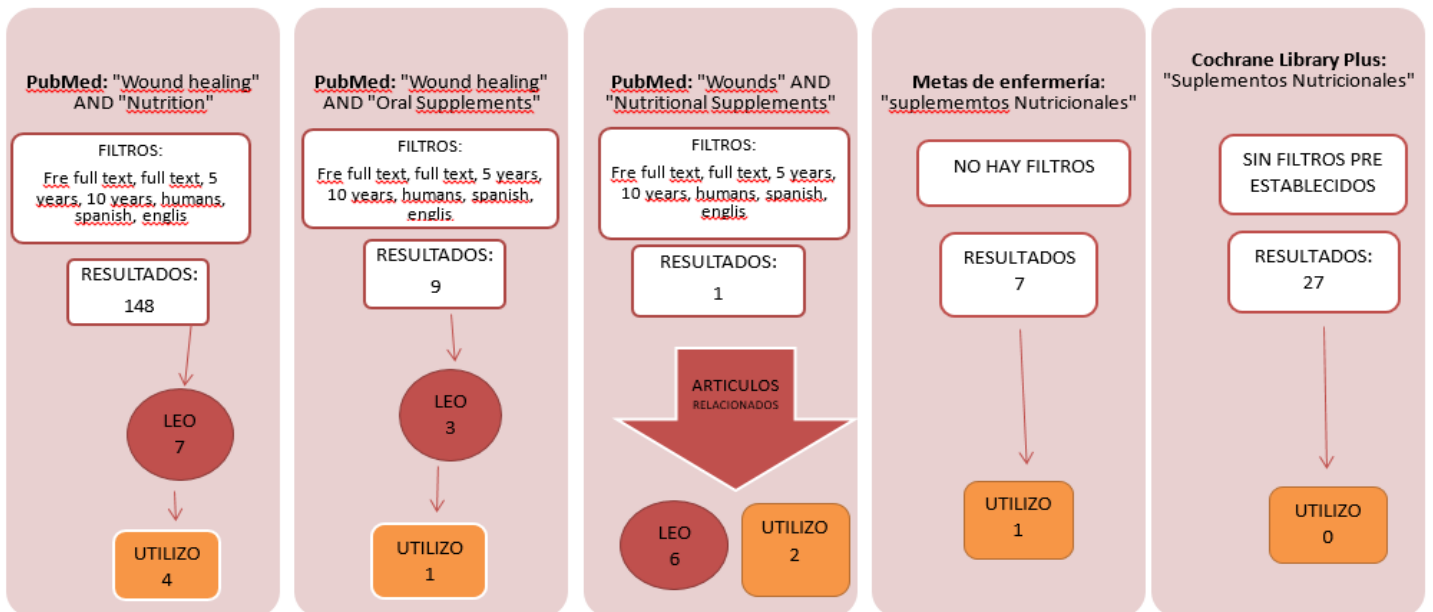 PubMed: "Wound healing"
AND "Nutrition"
FILTROS:
Fre full text, full text, 5
years, 10 years, humans,
spanish, englis
RESULTADOS:
148
LEO
7
UTILIZO
4
PubMed: "Wound healing"
AND "Oral Supplements"
FILTROS:
Fre full text, full text, 5 years,
10 years, humans, spanish,
englis
RESULTADOS:
9
LEO
3
UTILIZO
1
PubMed: "Wounds" AND
"Nutritional Supplements"
FILTROS:
Fre full text, full text, 5 years,
10 years, humans, spanish,
englis
RESULTADOS:
1
ARTICULOS
RELACIONADOS
LEO
6
UTILIZO
2
Metas de enfermería:
"suplememtos Nutricionales"
NO HAY FILTROS
RESULTADOS
7
UTILIZO
1
Cochrane Library Plus:
"Suplementos Nutricionales"
SIN FILTROS PRE
ESTABLECIDOS
RESULTADOS:
27
UTILIZO
0